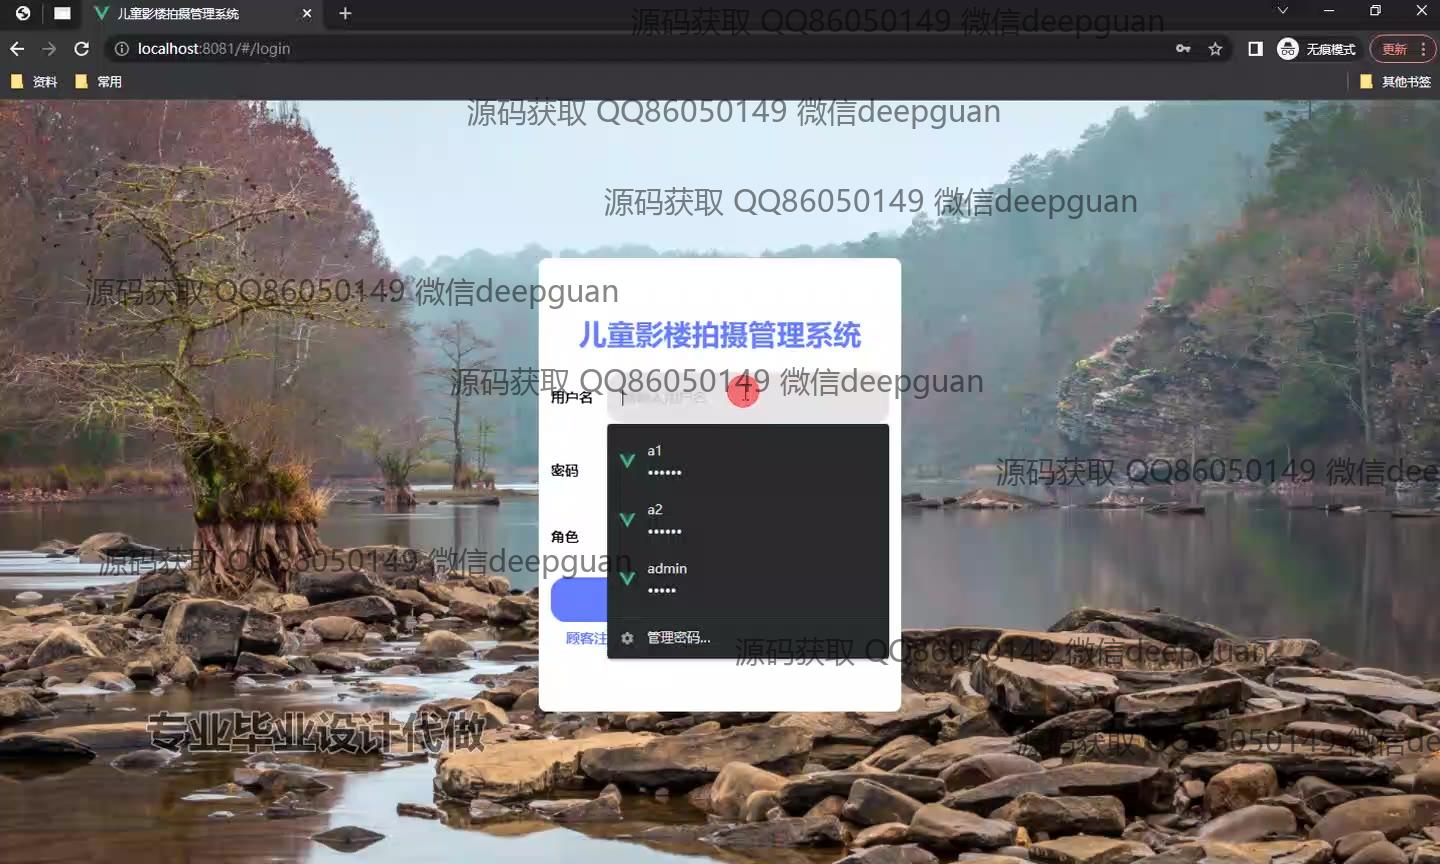 儿童影楼拍摄管理系统
源码获取 QQ86050149 微信deepguan
localhost:8081/#/login
无痕模式
更新
资料
常用
其他书签
源码获取 QQ86050149 微信deepguan
源码获取 QQ86050149 微信deepguan
源码获取 QQ86050149 微信deepguan
儿童影楼拍摄管理系统
源码获取 QQ86050149 微信deepguan
用户名
a1
••••••
密码
源码获取 QQ86050149 微信dee
a2
••••••
角色
源码获取 QQ86050149 微信deepguan
admin
•••••
顾客注
管理密码...
源码获取 QQ86050149 微信deepguan
专业毕业设计代做
源码获取 QQ86050149 微信de